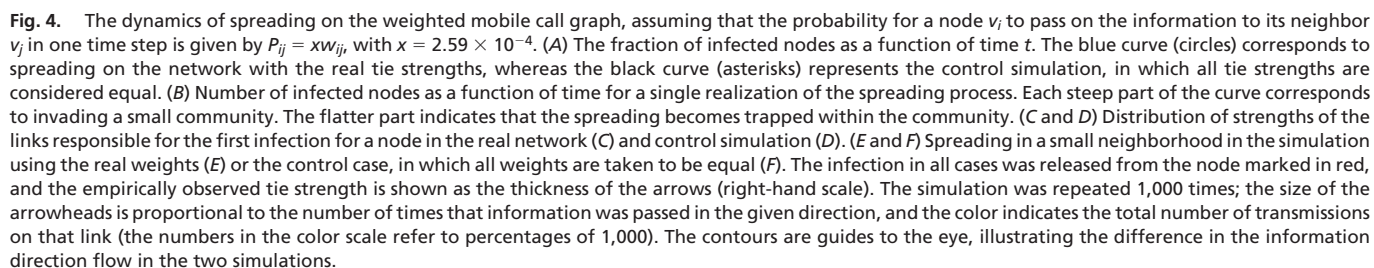 Fig. 4. The dynamics of spreading on the weighted mobile call graph, assuming that the probability for a node vᵢ to pass on the information to its neighbor
vⱼ in one time step is given by Pᵢⱼ = xwᵢⱼ, with x = 2.59 × 10⁻⁴. (A) The fraction of infected nodes as a function of time t. The blue curve (circles) corresponds to
spreading on the network with the real tie strengths, whereas the black curve (asterisks) represents the control simulation, in which all tie strengths are
considered equal. (B) Number of infected nodes as a function of time for a single realization of the spreading process. Each steep part of the curve corresponds
to invading a small community. The flatter part indicates that the spreading becomes trapped within the community. (C and D) Distribution of strengths of the
links responsible for the first infection for a node in the real network (C) and control simulation (D). (E and F) Spreading in a small neighborhood in the simulation
using the real weights (E) or the control case, in which all weights are taken to be equal (F). The infection in all cases was released from the node marked in red,
and the empirically observed tie strength is shown as the thickness of the arrows (right-hand scale). The simulation was repeated 1,000 times; the size of the
arrowheads is proportional to the number of times that information was passed in the given direction, and the color indicates the total number of transmissions
on that link (the numbers in the color scale refer to percentages of 1,000). The contours are guides to the eye, illustrating the difference in the information
direction flow in the two simulations.